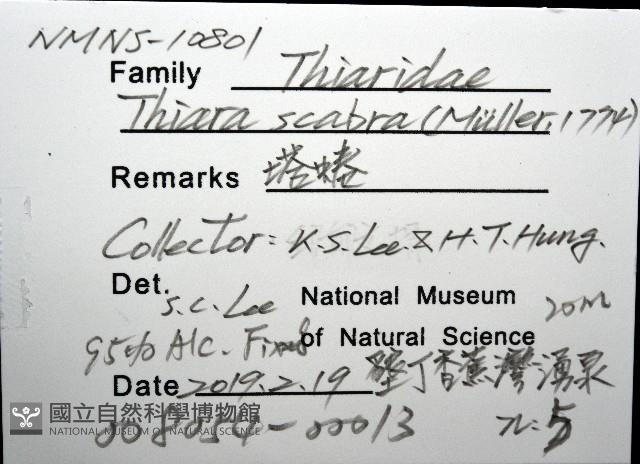 NMNS-10801
Family Thiaridae
Thiara scabra (Müller, 1774)
Remarks 塔蜷
Collector: K.S. Lee & H.T. Hung.
Det. S.C. Lee National Museum 20M
95% Alc. Fixed of Natural Science
Date 2019.2.19 墾丁香蕉灣湧泉
國立自然科學博物館
NATIONAL MUSEUM OF NATURAL SCIENCE
-00013 n=5